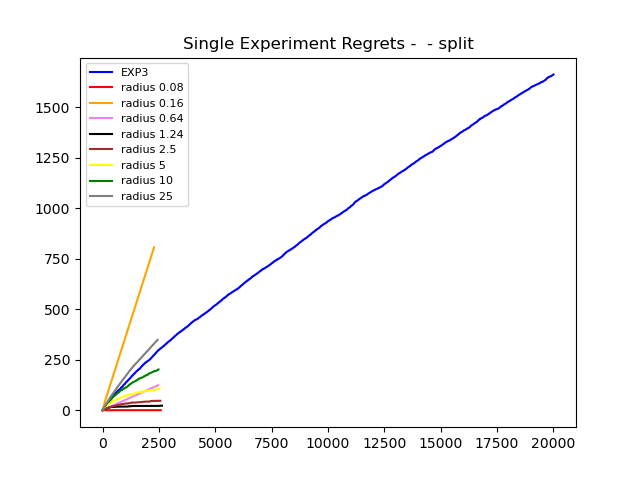 Single Experiment Regrets -  - split
EXP3
radius 0.08
radius 0.16
radius 0.64
radius 1.24
radius 2.5
radius 5
radius 10
radius 25
1500
1250
1000
750
500
250
0
0 2500 5000 7500 10000 12500 15000 17500 20000